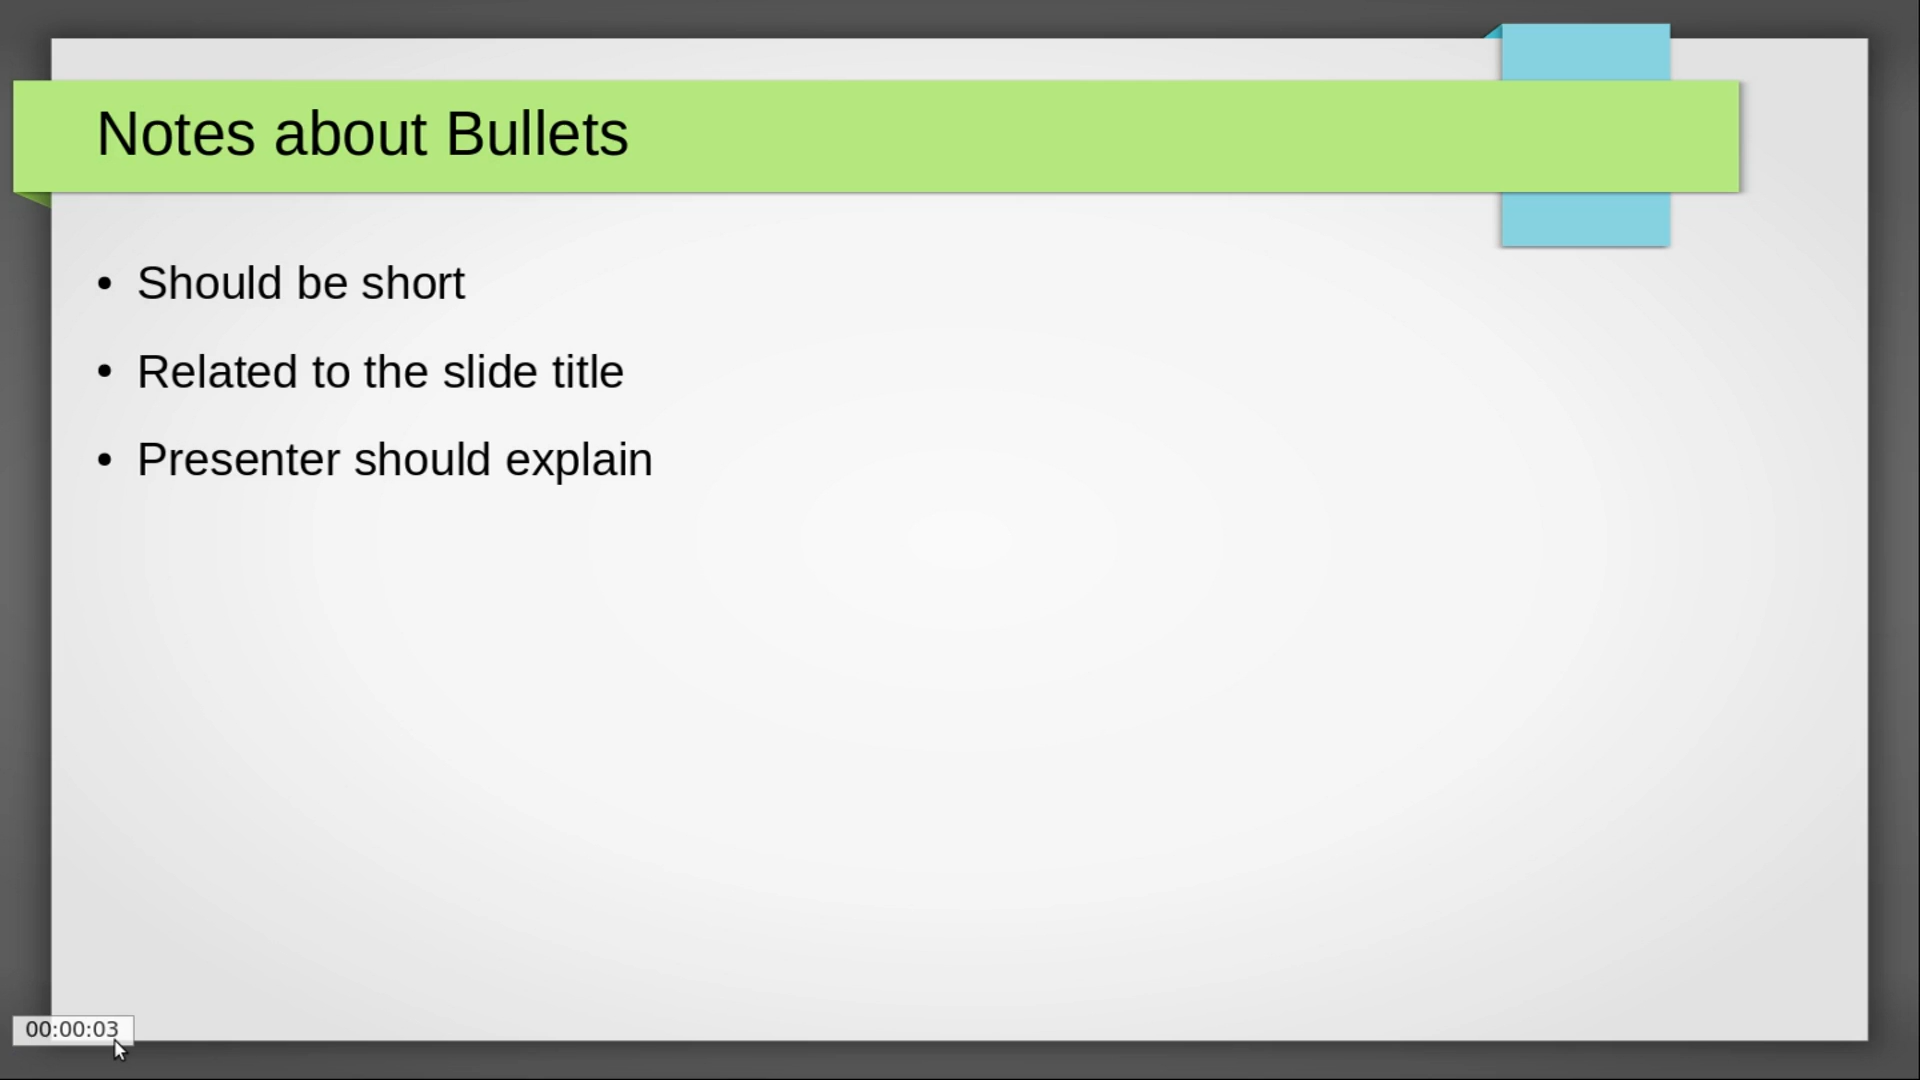 Notes about Bullets
• Should be short
• Related to the slide title
• Presenter should explain
00:00:03